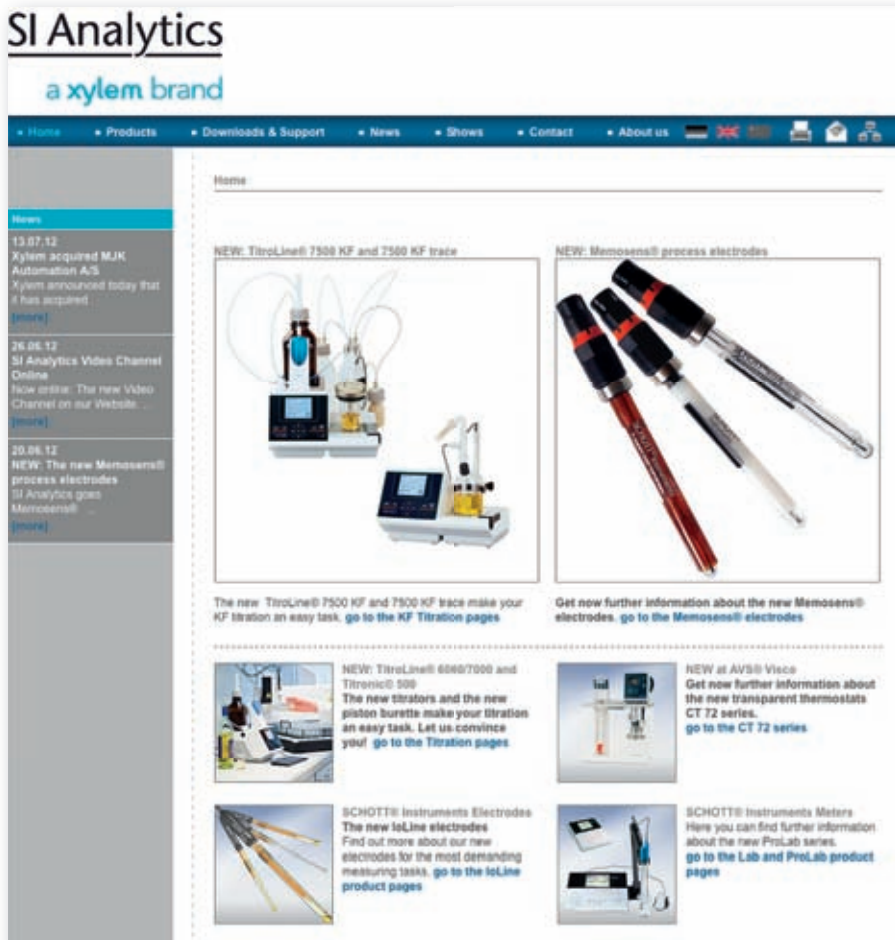 SI Analytics
a xylem brand
Home
Products
Downloads & Support
News
Shows
Contact
About us
News
13.07.12
Xylem acquired MJK
Automation A/S
Xylem announced today that
it has acquired
[more]
26.06.12
SI Analytics Video Channel
Online
Now online: The new Video
Channel on our Website. ...
[more]
20.06.12
NEW: The new Memosens®
process electrodes
SI Analytics goes
Memosens® ...
[more]
Home
NEW: TitroLine® 7500 KF and 7500 KF trace
The new TitroLine® 7500 KF and 7500 KF trace make your
KF titration an easy task. go to the KF Titration pages
NEW: Memosens® process electrodes
SCHOTT
Get now further information about the new Memosens®
electrodes. go to the Memosens® electrodes
NEW: TitroLine® 6000/7000 and
Titronic® 500
The new titrators and the new
piston burette make your titration
an easy task. Let us convince
you! go to the Titration pages
NEW at AVS® Visco
Get now further information about
the new transparent thermostats
CT 72 series.
go to the CT 72 series
SCHOTT® Instruments Electrodes
The new IoLine electrodes
Find out more about our new
electrodes for the most demanding
measuring tasks. go to the IoLine
product pages
SCHOTT® Instruments Meters
Here you can find further information
about the new ProLab series.
go to the Lab and ProLab product
pages